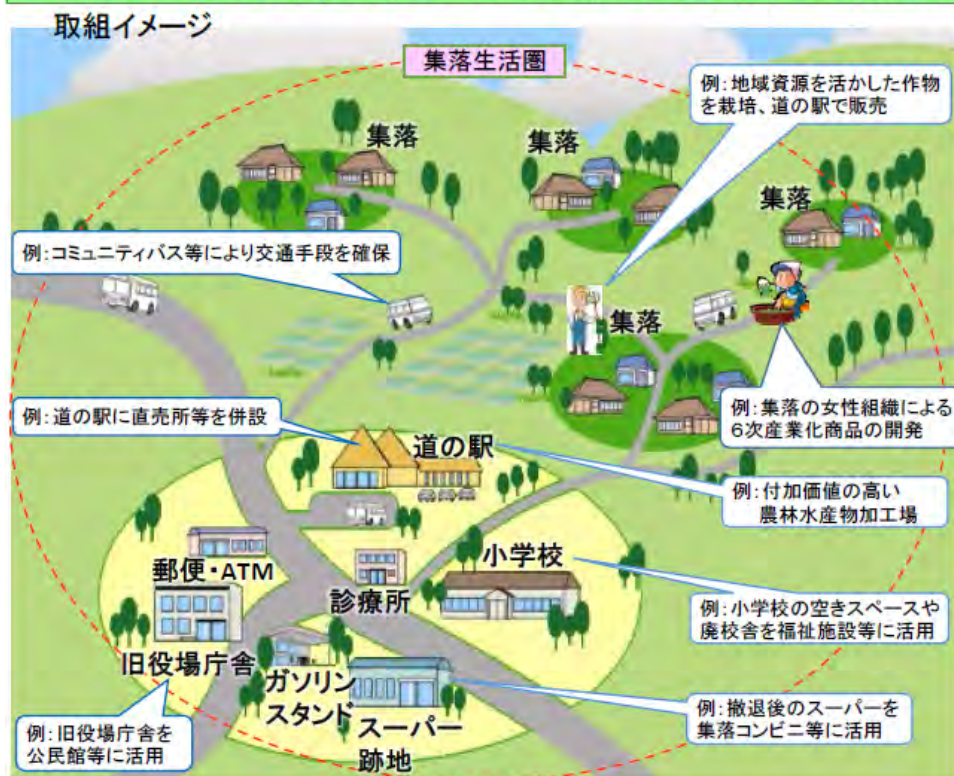 取組イメージ
集落生活圏
例：地域資源を活かした作物
を栽培、道の駅で販売
集落
集落
集落
例：コミュニティバス等により交通手段を確保
集落
例：道の駅に直売所等を併設
道の駅
例：集落の女性組織による
６次産業化商品の開発
例：付加価値の高い
農林水産物加工場
郵便・ATM
診療所
小学校
例：小学校の空きスペースや
廃校舎を福祉施設等に活用
旧役場庁舎
ガソリン
スタンド
スーパー
跡地
例：撤退後のスーパーを
集落コンビニ等に活用
例：旧役場庁舎を
公民館等に活用